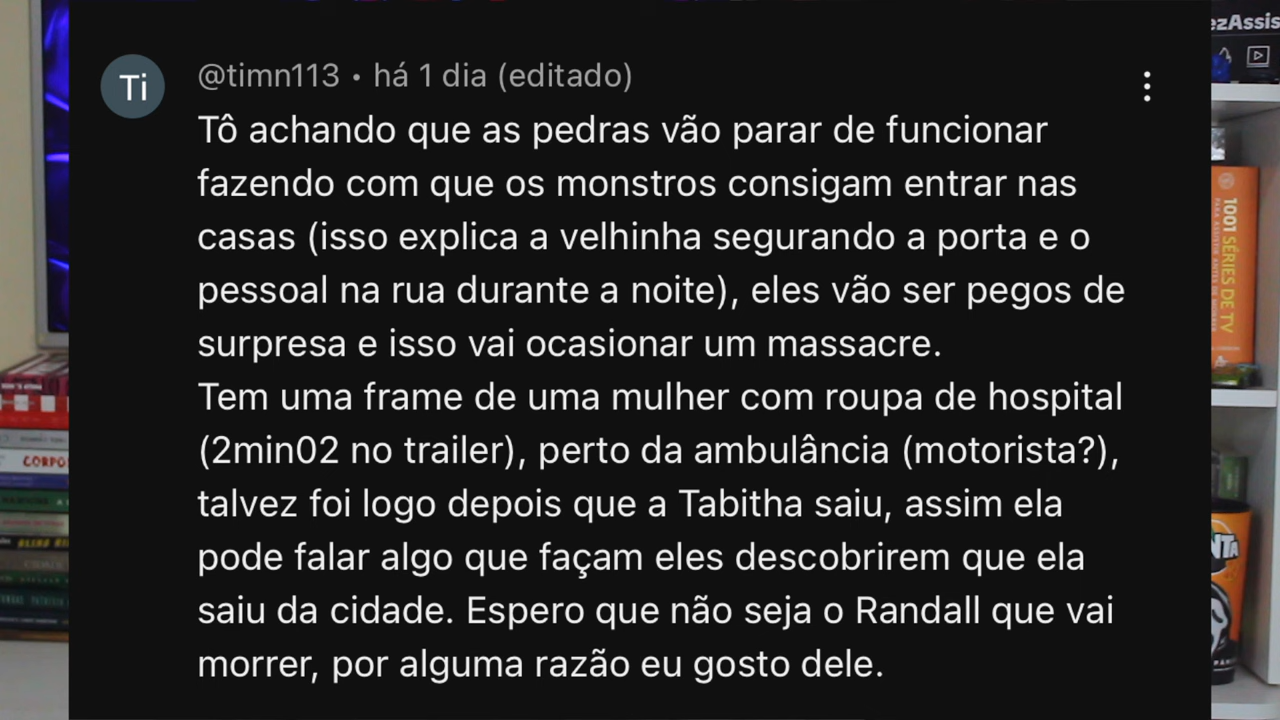 ezAssis
Ti
@timn113 • há 1 dia (editado)
Tô achando que as pedras vão parar de funcionar
fazendo com que os monstros consigam entrar nas
casas (isso explica a velhinha segurando a porta e o
pessoal na rua durante a noite), eles vão ser pegos de
surpresa e isso vai ocasionar um massacre.
Tem uma frame de uma mulher com roupa de hospital
(2min02 no trailer), perto da ambulância (motorista?),
talvez foi logo depois que a Tabitha saiu, assim ela
pode falar algo que façam eles descobrirem que ela
saiu da cidade. Espero que não seja o Randall que vai
morrer, por alguma razão eu gosto dele.
1001 SÉRIES DE TV
CORPO
NTA